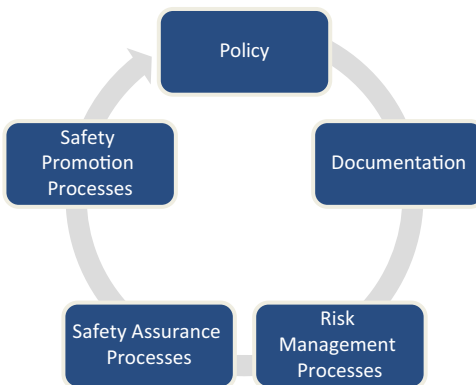 Policy
Documentation
Risk
Management
Processes
Safety Assurance
Processes
Safety
Promotion
Processes